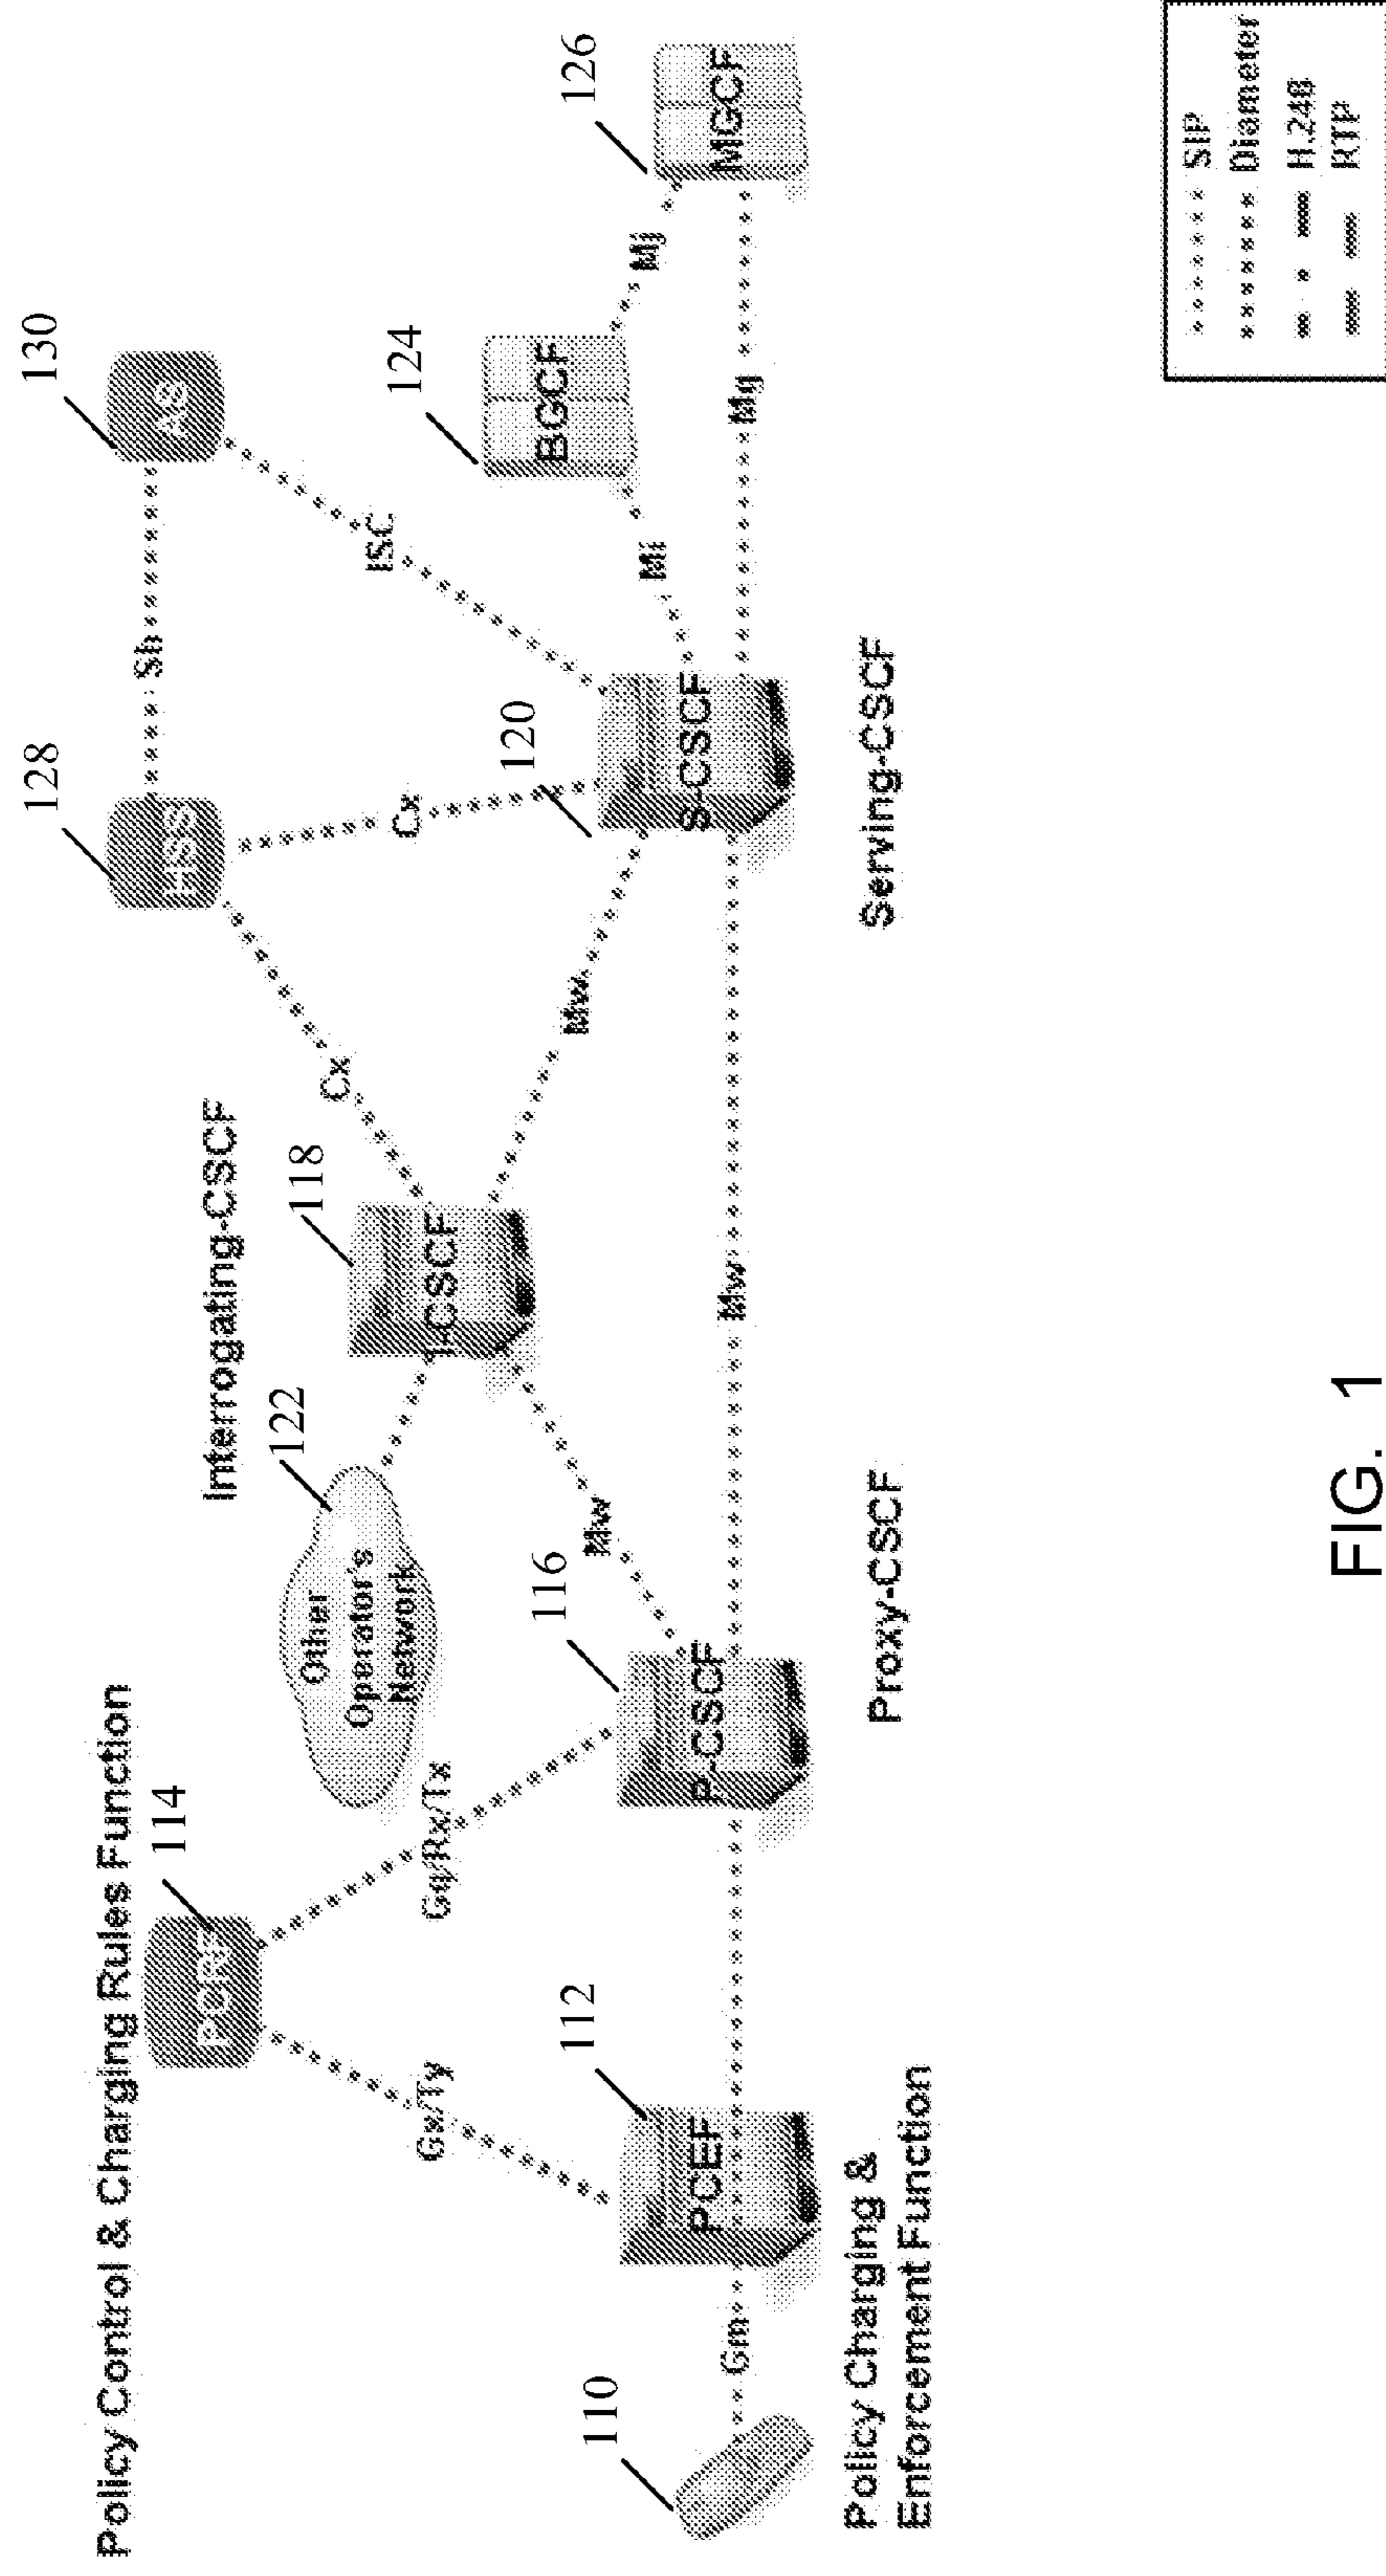 Policy Control & Charging Rules Function
114
PCRF
128
HSS
Sh
130
AS
Interrogating-CSCF
122
Other
Operator's
Network
118
I-CSCF
Cx
Cx
ISC
Gx/Ty
Gq/Rx/Tx
Mw
Mw
120
124
BGCF
Mi
Mj
126
110
Gm
112
PCEF
116
P-CSCF
Mw
S-CSCF
Mg
MGCF
Policy Charging &
Enforcement Function
Proxy-CSCF
Serving-CSCF
SIP
Diameter
H.248
RTP
FIG. 1